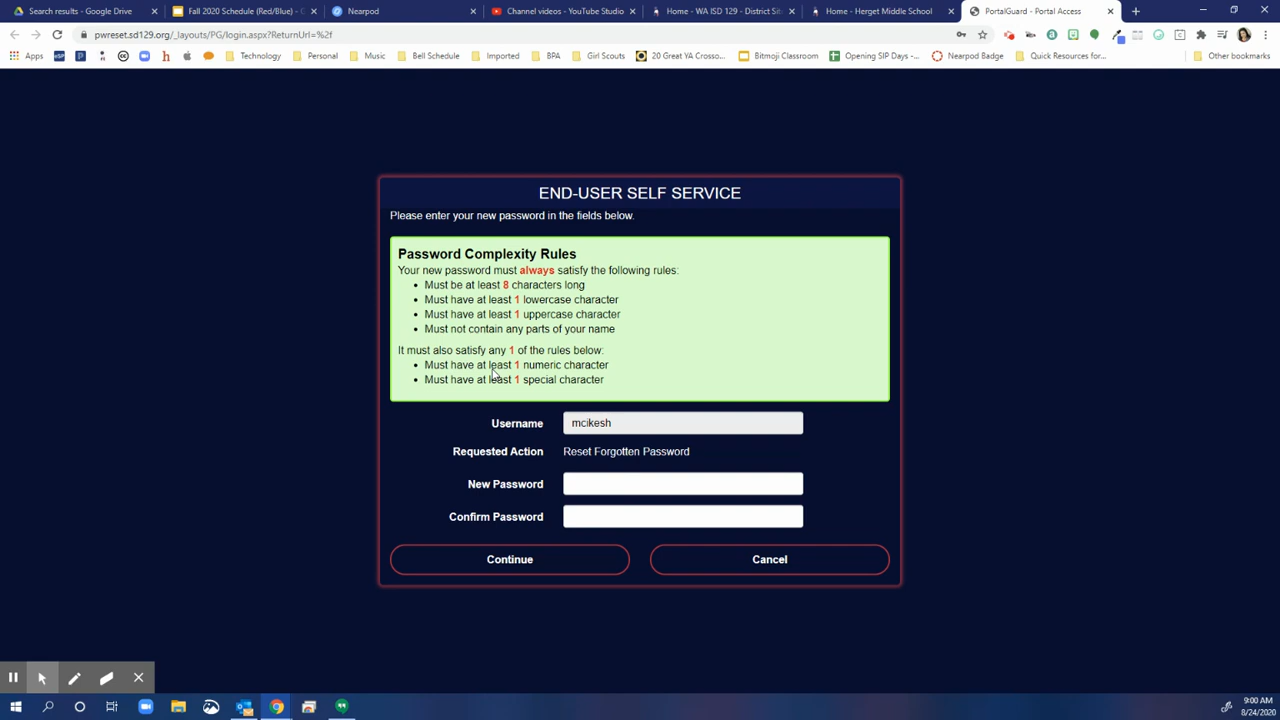 Search results - Google Drive
Fall 2020 Schedule (Red/Blue) - G
Nearpod
Channel videos - YouTube Studio
Home - WA ISD 129 - District Sit
Home - Herget Middle School
PortalGuard - Portal Access
pwreset.sd129.org/_layouts/PG/login.aspx?ReturnUrl=%2f
Apps
Technology
Personal
Music
Bell Schedule
Imported
BPA
Girl Scouts
20 Great YA Crosso...
Bitmoji Classroom
Opening SIP Days -...
Nearpod Badge
Quick Resources for...
Other bookmarks
END-USER SELF SERVICE
Please enter your new password in the fields below.
Password Complexity Rules
Your new password must always satisfy the following rules:
• Must be at least 8 characters long
• Must have at least 1 lowercase character
• Must have at least 1 uppercase character
• Must not contain any parts of your name
It must also satisfy any 1 of the rules below:
• Must have at least 1 numeric character
• Must have at least 1 special character
Username mcikesh
Requested Action Reset Forgotten Password
New Password
Confirm Password
Continue
Cancel
9:00 AM
8/24/2020